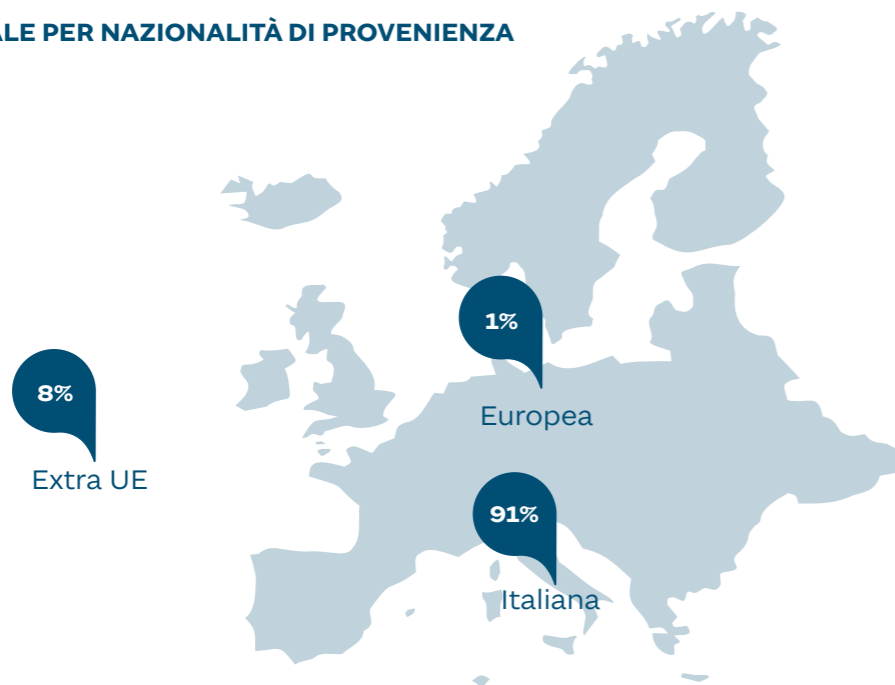 ALE PER NAZIONALITÀ DI PROVENIENZA
1%
Europea
8%
Extra UE
91%
Italiana